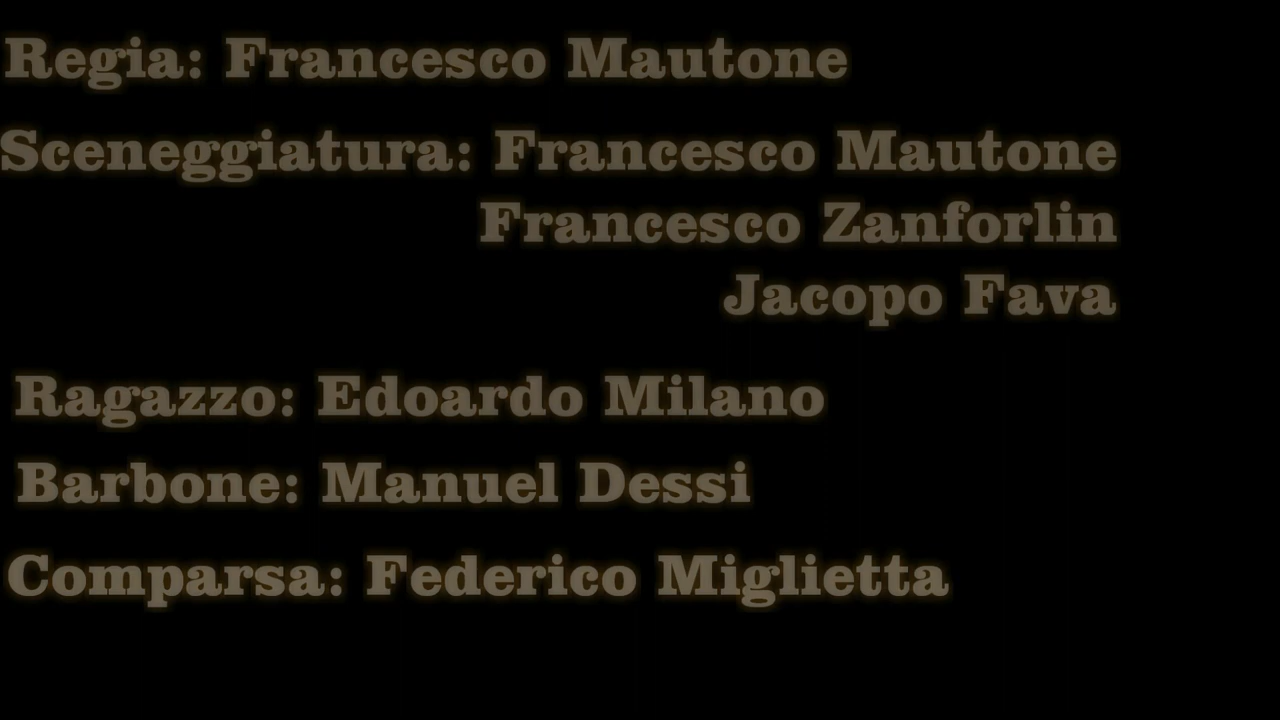 Regia: Francesco Mautone
Sceneggiatura: Francesco Mautone
Francesco Zanforlin
Jacopo Fava
Ragazzo: Edoardo Milano
Barbone: Manuel Dessi
Comparsa: Federico Miglietta